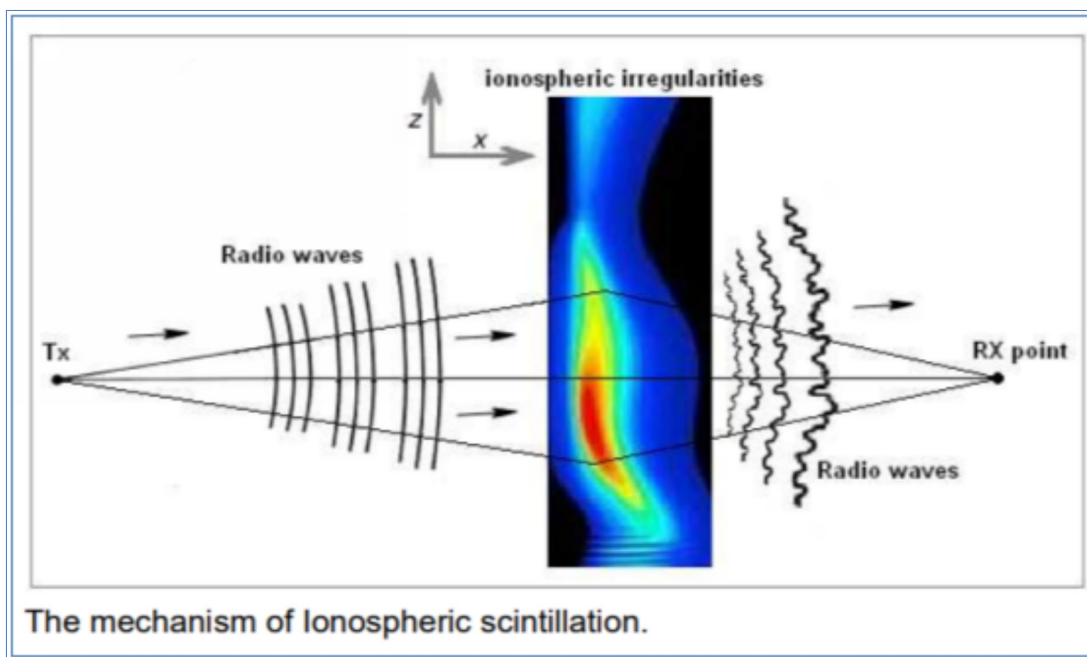 ionospheric irregularities
z
x
Radio waves
Tx
RX point
Radio waves
The mechanism of Ionospheric scintillation.